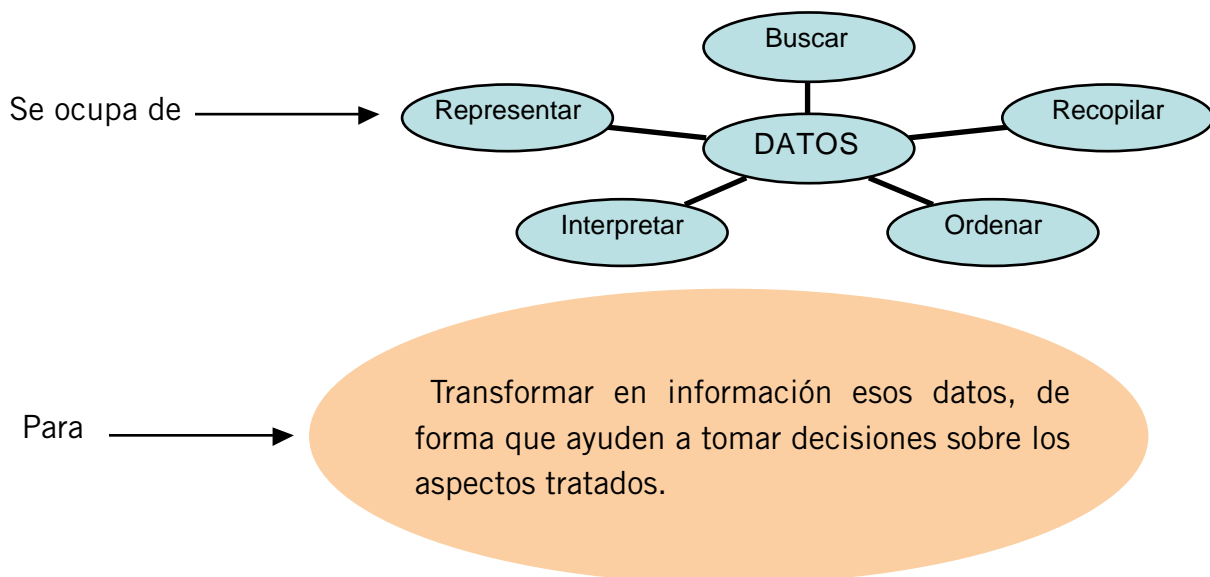 Buscar
Se ocupa de
Representar
Recopilar
DATOS
Interpretar
Ordenar
Transformar en información esos datos, de
Para
forma que ayuden a tomar decisiones sobre los
aspectos tratados.